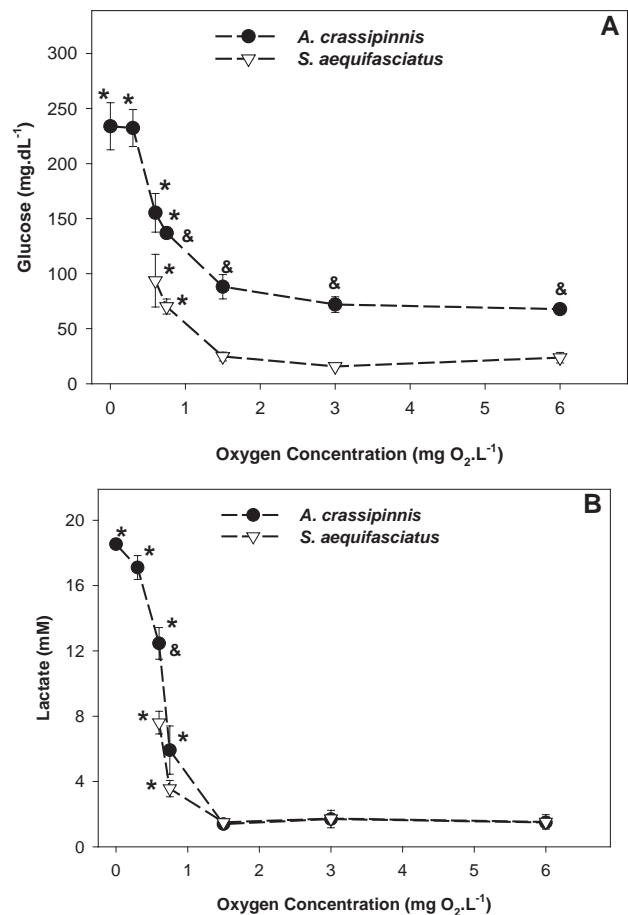 A
A. crassipinnis
S. aequifasciatus
300
250
200
150
100
50
0
Glucose (mg.dL⁻¹)
* *
*
*
&
*
*
&
&
&
0 1 2 3 4 5 6
Oxygen Concentration (mg O₂.L⁻¹)
B
A. crassipinnis
S. aequifasciatus
20
16
12
8
4
0
Lactate (mM)
*
*
*
&
*
*
*
0 1 2 3 4 5 6
Oxygen Concentration (mg O₂.L⁻¹)